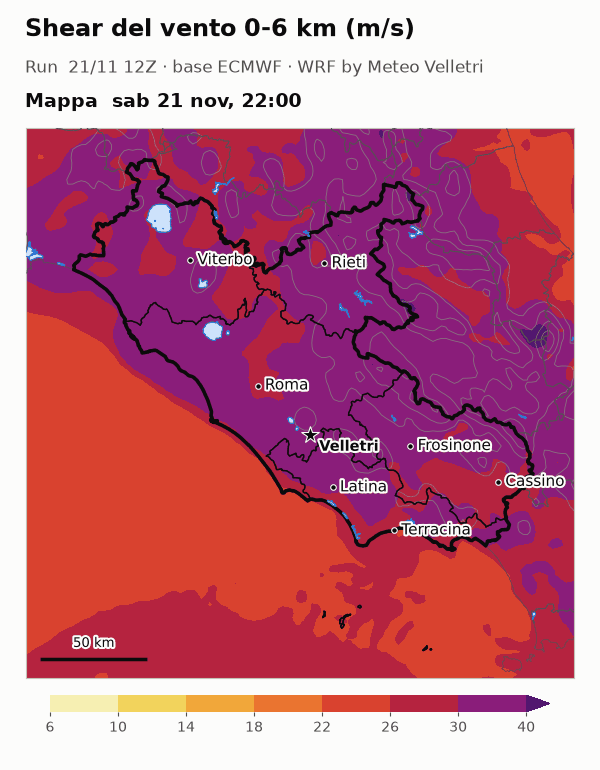 Shear del vento 0-6 km (m/s)
Run  21/11 12Z · base ECMWF · WRF by Meteo Velletri
Mappa  sab 21 nov, 22:00
Viterbo
Rieti
Roma
Velletri
Frosinone
Cassino
Latina
Terracina
50 km
6 10 14 18 22 26 30 40